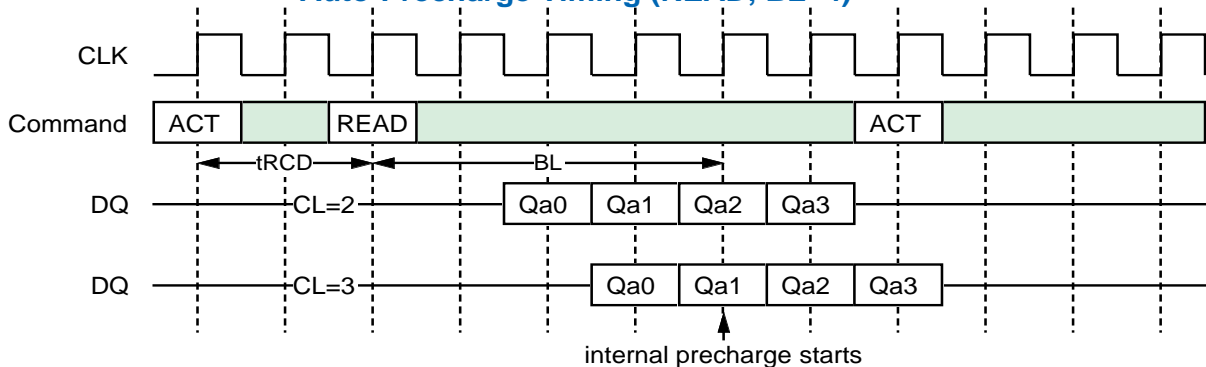 Auto Precharge Timing (READ, BL=4)
CLK
Command ACT READ ACT
tRCD BL
DQ CL=2 Qa0 Qa1 Qa2 Qa3
DQ CL=3 Qa0 Qa1 Qa2 Qa3
internal precharge starts